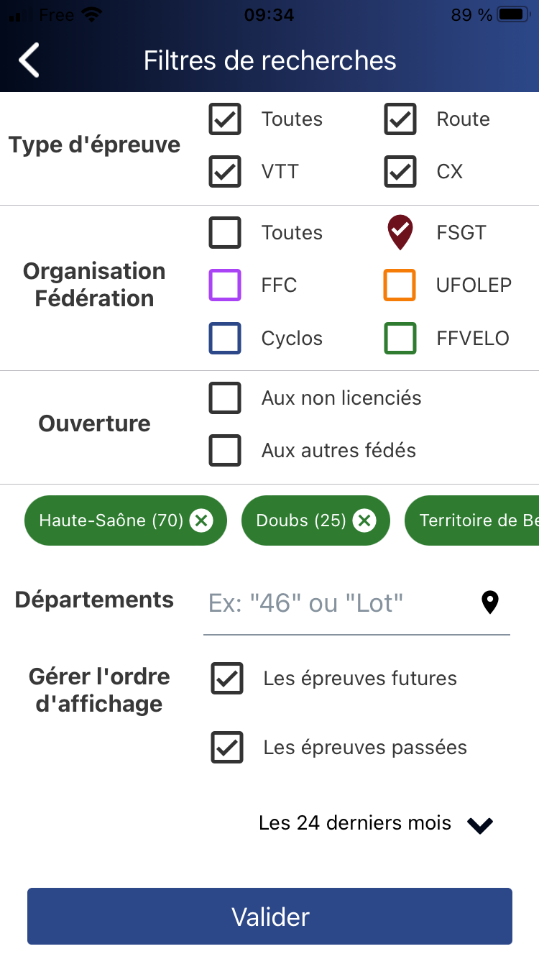 Free 09:34 89 %
Filtres de recherches
Type d'épreuve
Toutes Route
VTT CX
Organisation
Fédération
Toutes FSGT
FFC UFOLEP
Cyclos FFVELO
Ouverture
Aux non licenciés
Aux autres fédés
Haute-Saône (70) Doubs (25) Territoire de Be
Départements Ex: "46" ou "Lot"
Gérer l'ordre
d'affichage
Les épreuves futures
Les épreuves passées
Les 24 derniers mois
Valider